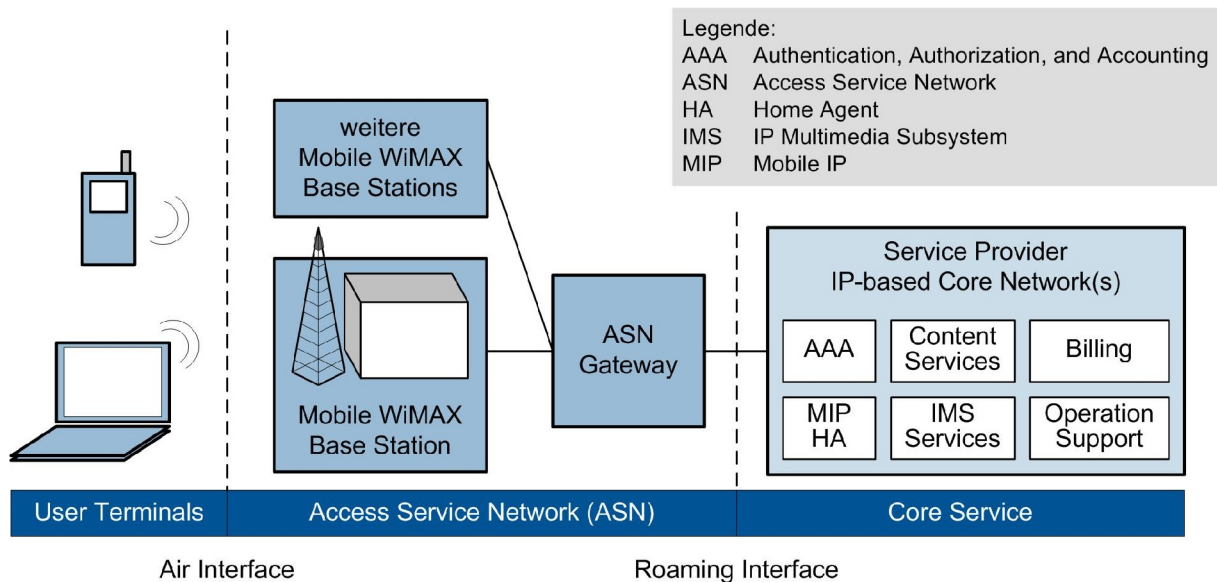 Legende:
AAA Authentication, Authorization, and Accounting
ASN Access Service Network
HA Home Agent
IMS IP Multimedia Subsystem
MIP Mobile IP
weitere
Mobile WiMAX
Base Stations
Mobile WiMAX
Base Station
ASN
Gateway
Service Provider
IP-based Core Network(s)
AAA
Content
Services
Billing
MIP
HA
IMS
Services
Operation
Support
User Terminals
Access Service Network (ASN)
Core Service
Air Interface
Roaming Interface